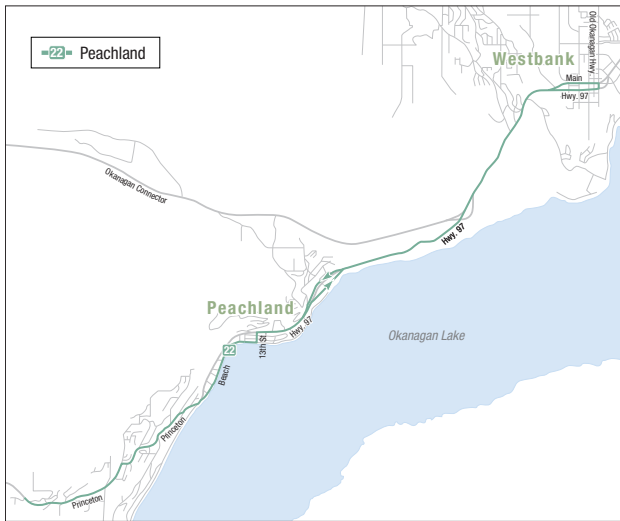 22 Peachland
Westbank
Old Okanagan Hwy.
Main
Hwy. 97
Okanagan Connector
Hwy. 97
Peachland
Hwy. 97
13th St.
22
Okanagan Lake
Beach
Princeton
Princeton